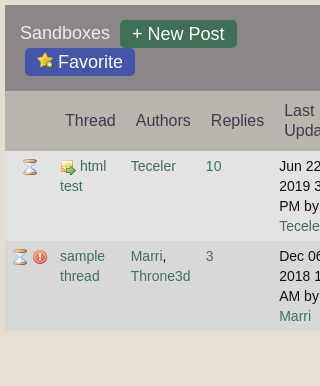 Sandboxes + New Post
Favorite
Thread Authors Replies Last
Upda
html Teceler 10 Jun 22
test 2019 3
PM by
Tecele
sample Marri, 3 Dec 06
thread Throne3d 2018 1
AM by
Marri